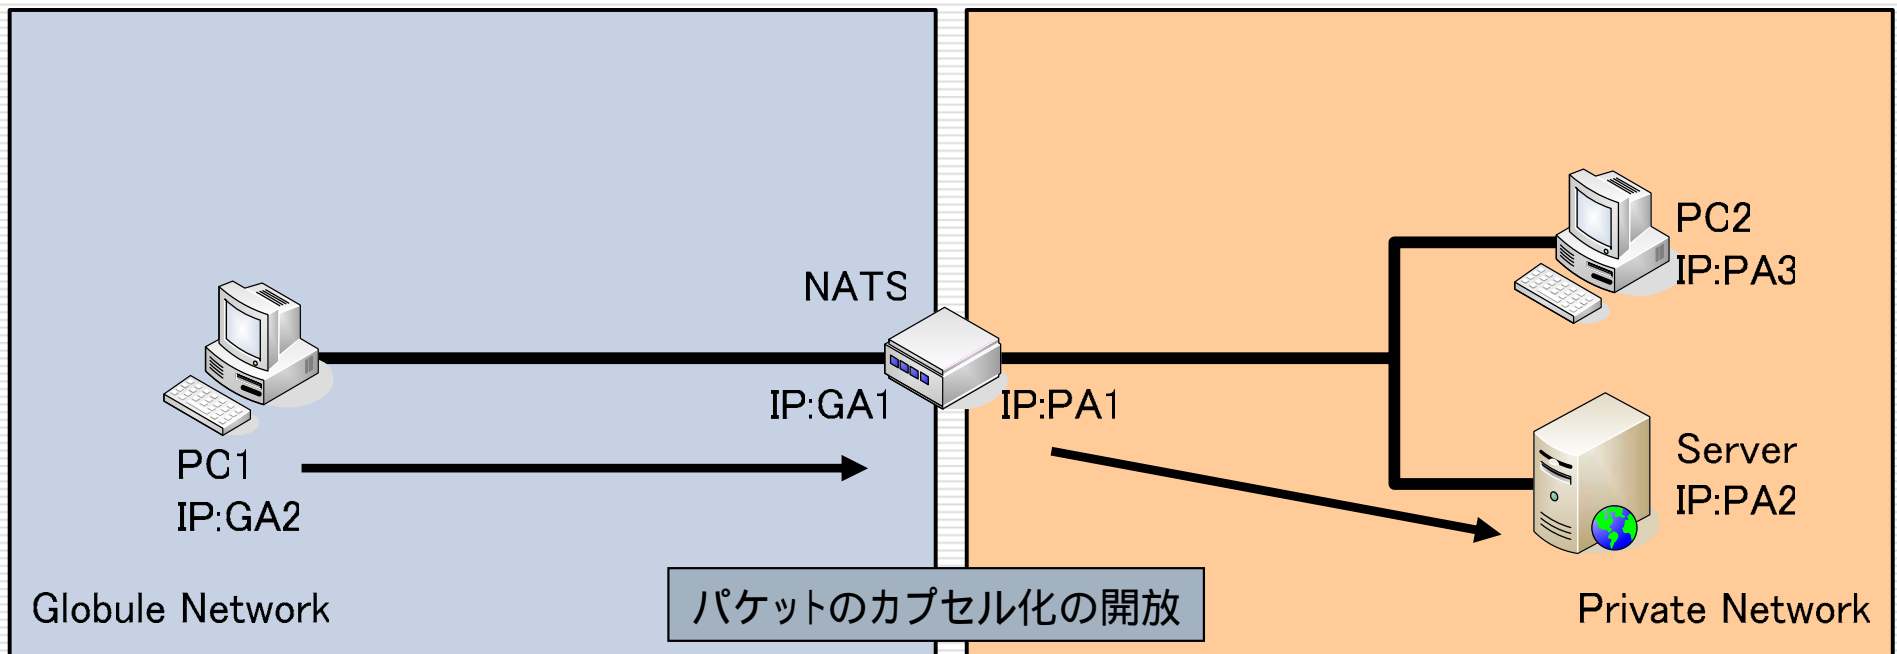 PC2
IP:PA3
NATS
IP:GA1
IP:PA1
PC1
IP:GA2
Server
IP:PA2
パケットのカプセル化の開放
Globule Network
Private Network